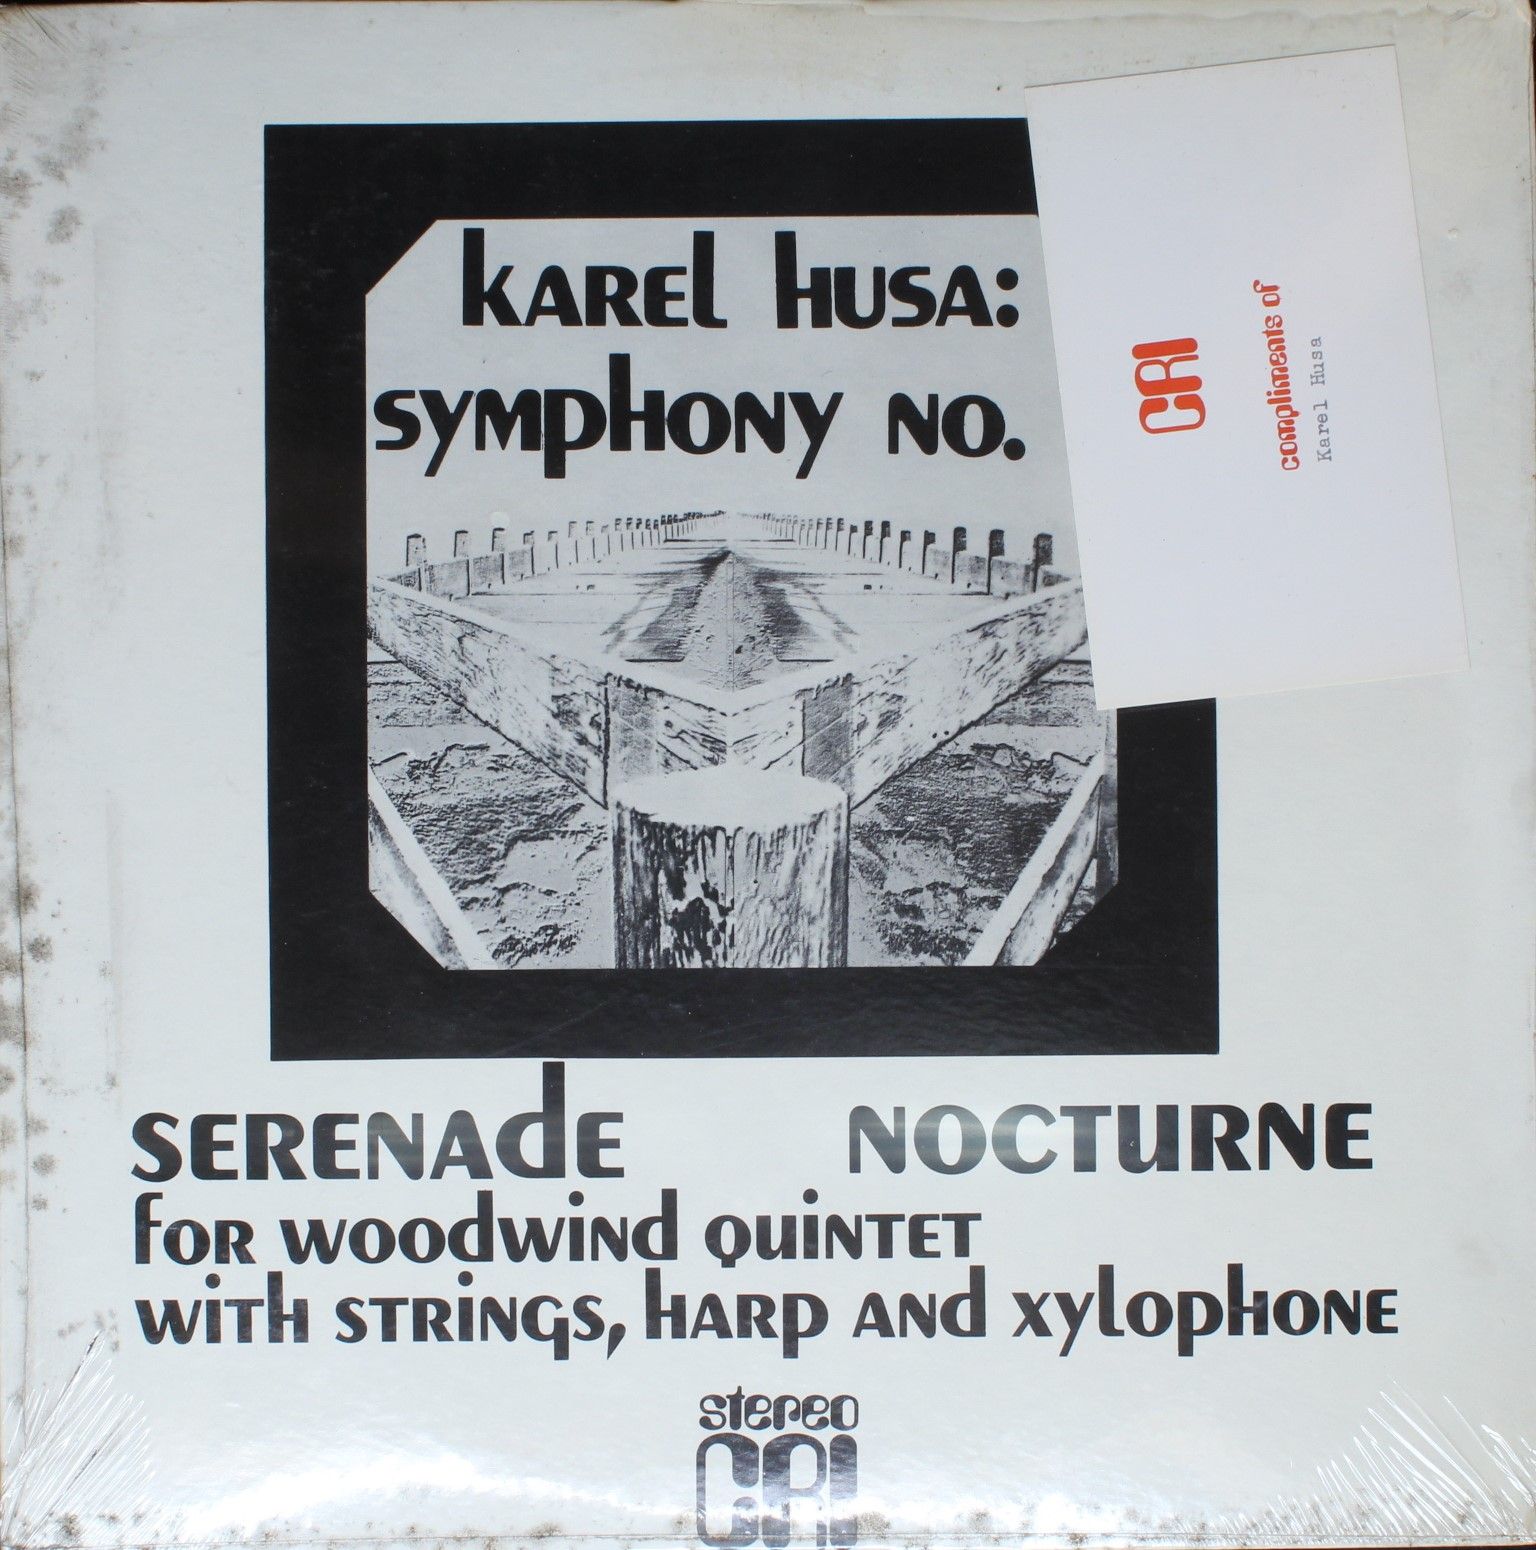 KAREL HUSA:
SYMPHONY NO.
CRI
compliments of
Karel Husa
SERENADE NOCTURNE
FOR WOODWIND QUINTET
WITH STRINGS, HARP AND XYLOPHONE
stereo
CRI